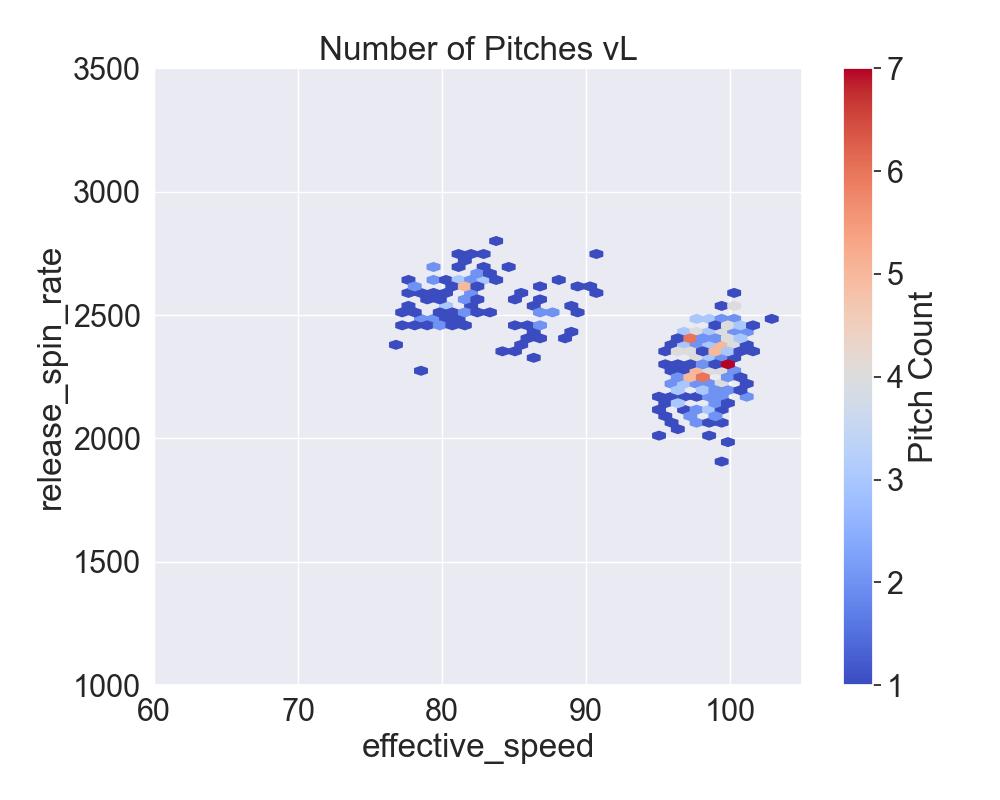 Number of Pitches vL
3500
3000
2500
2000
1500
1000
release_spin_rate
60 70 80 90 100
effective_speed
7
6
5
4
3
2
1
Pitch Count